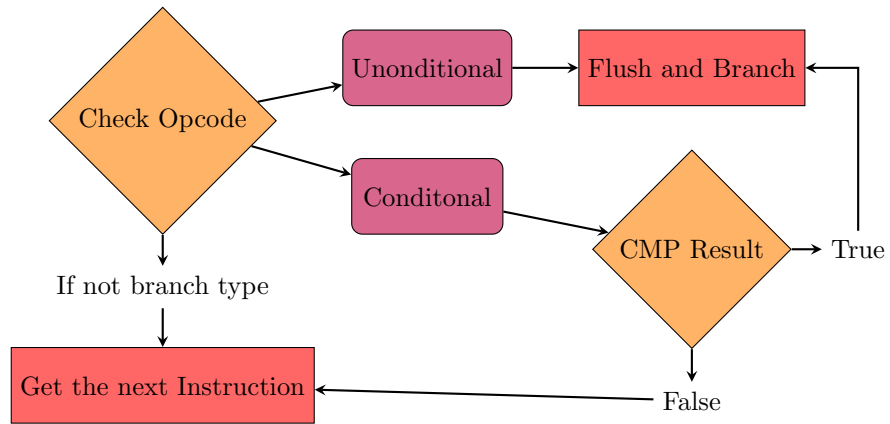 Check Opcode
Unonditional
Flush and Branch
Conditonal
CMP Result
True
If not branch type
Get the next Instruction
False